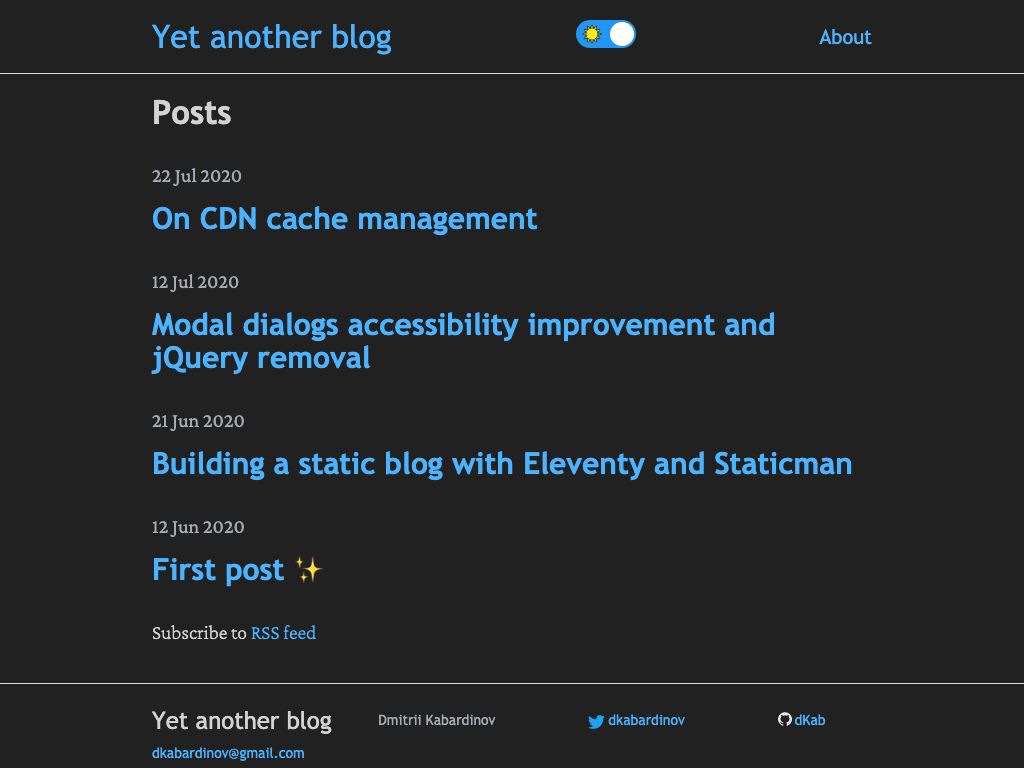 Yet another blog
About
Posts
22 Jul 2020
On CDN cache management
12 Jul 2020
Modal dialogs accessibility improvement and
jQuery removal
21 Jun 2020
Building a static blog with Eleventy and Staticman
12 Jun 2020
First post ✨
Subscribe to RSS feed
Yet another blog
Dmitrii Kabardinov
dkabardinov
dKab
dkabardinov@gmail.com